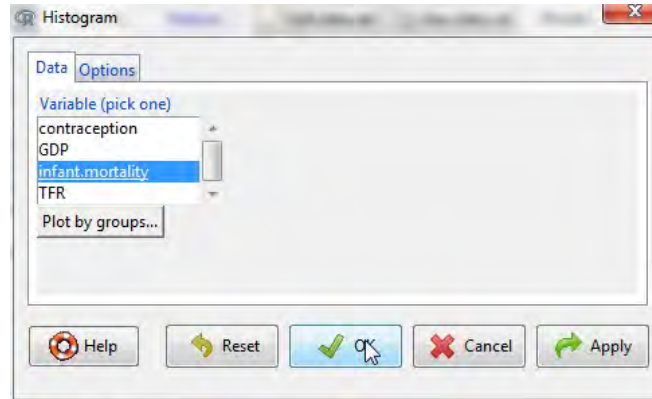 Histogram
Data Options
Variable (pick one)
contraception
GDP
infant.mortality
TFR
Plot by groups...
Help Reset OK Cancel Apply